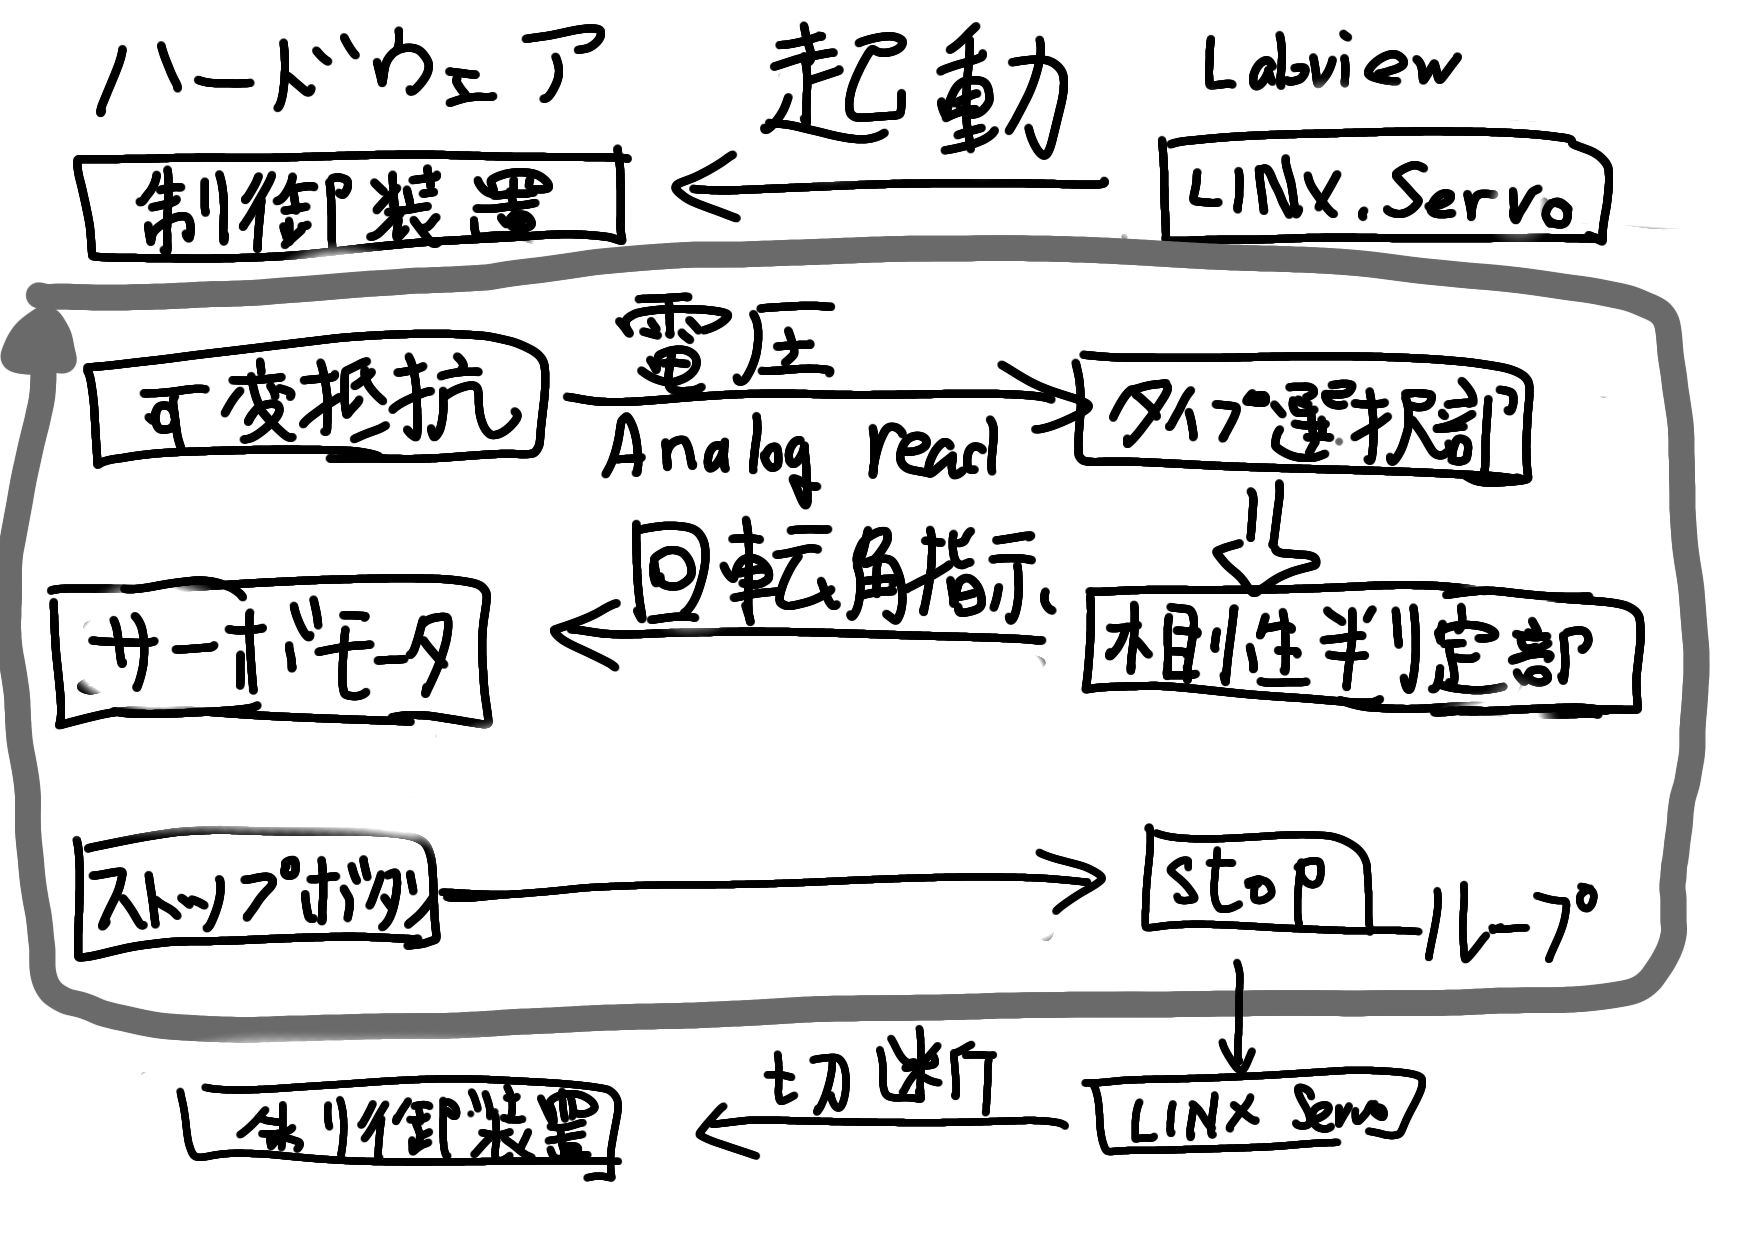 ハードウェア 起動 Labview
制御装置 LINX.Servo
電圧
可変抵抗 タイプ選択部
Analog read
回転角指示
サーボモータ 相性判定部
ストップボタン stop
ループ
切断
制御装置 LINX Servo